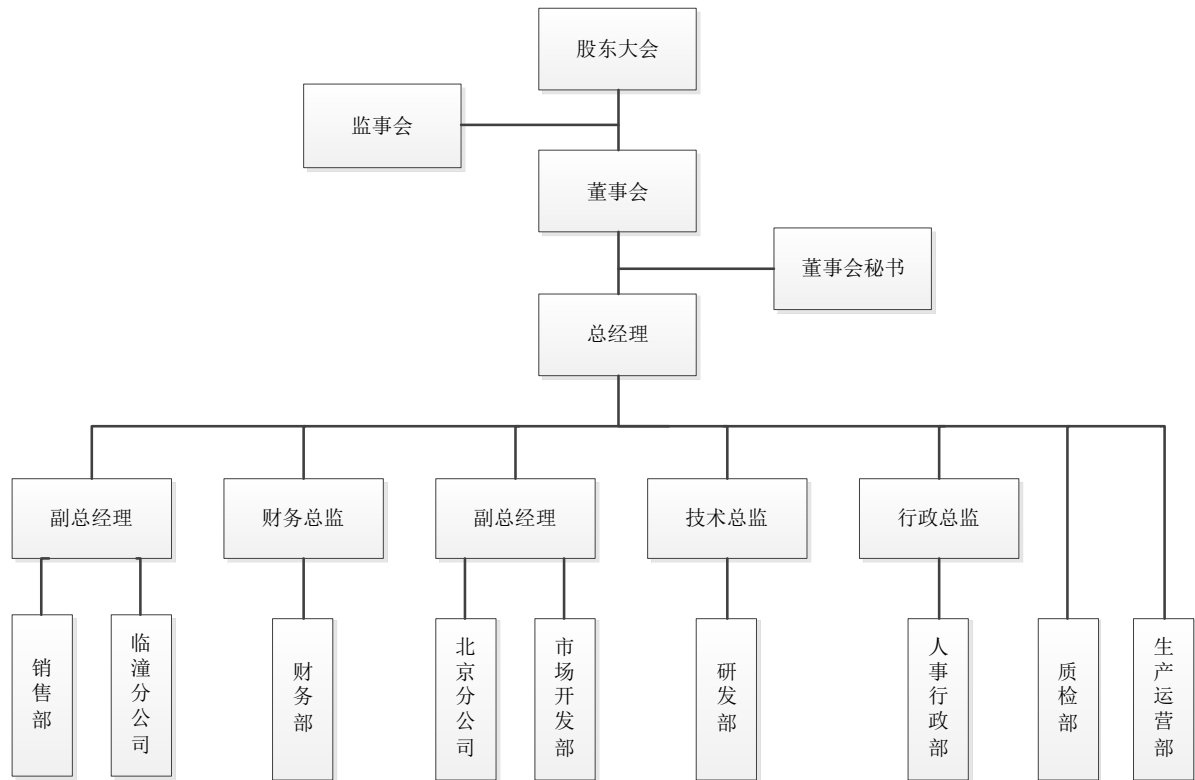 股东大会
监事会
董事会
董事会秘书
总经理
副总经理
财务总监
副总经理
技术总监
行政总监
销售部
临潼分公司
财务部
北京分公司
市场开发部
研发部
人事行政部
质检部
生产运营部